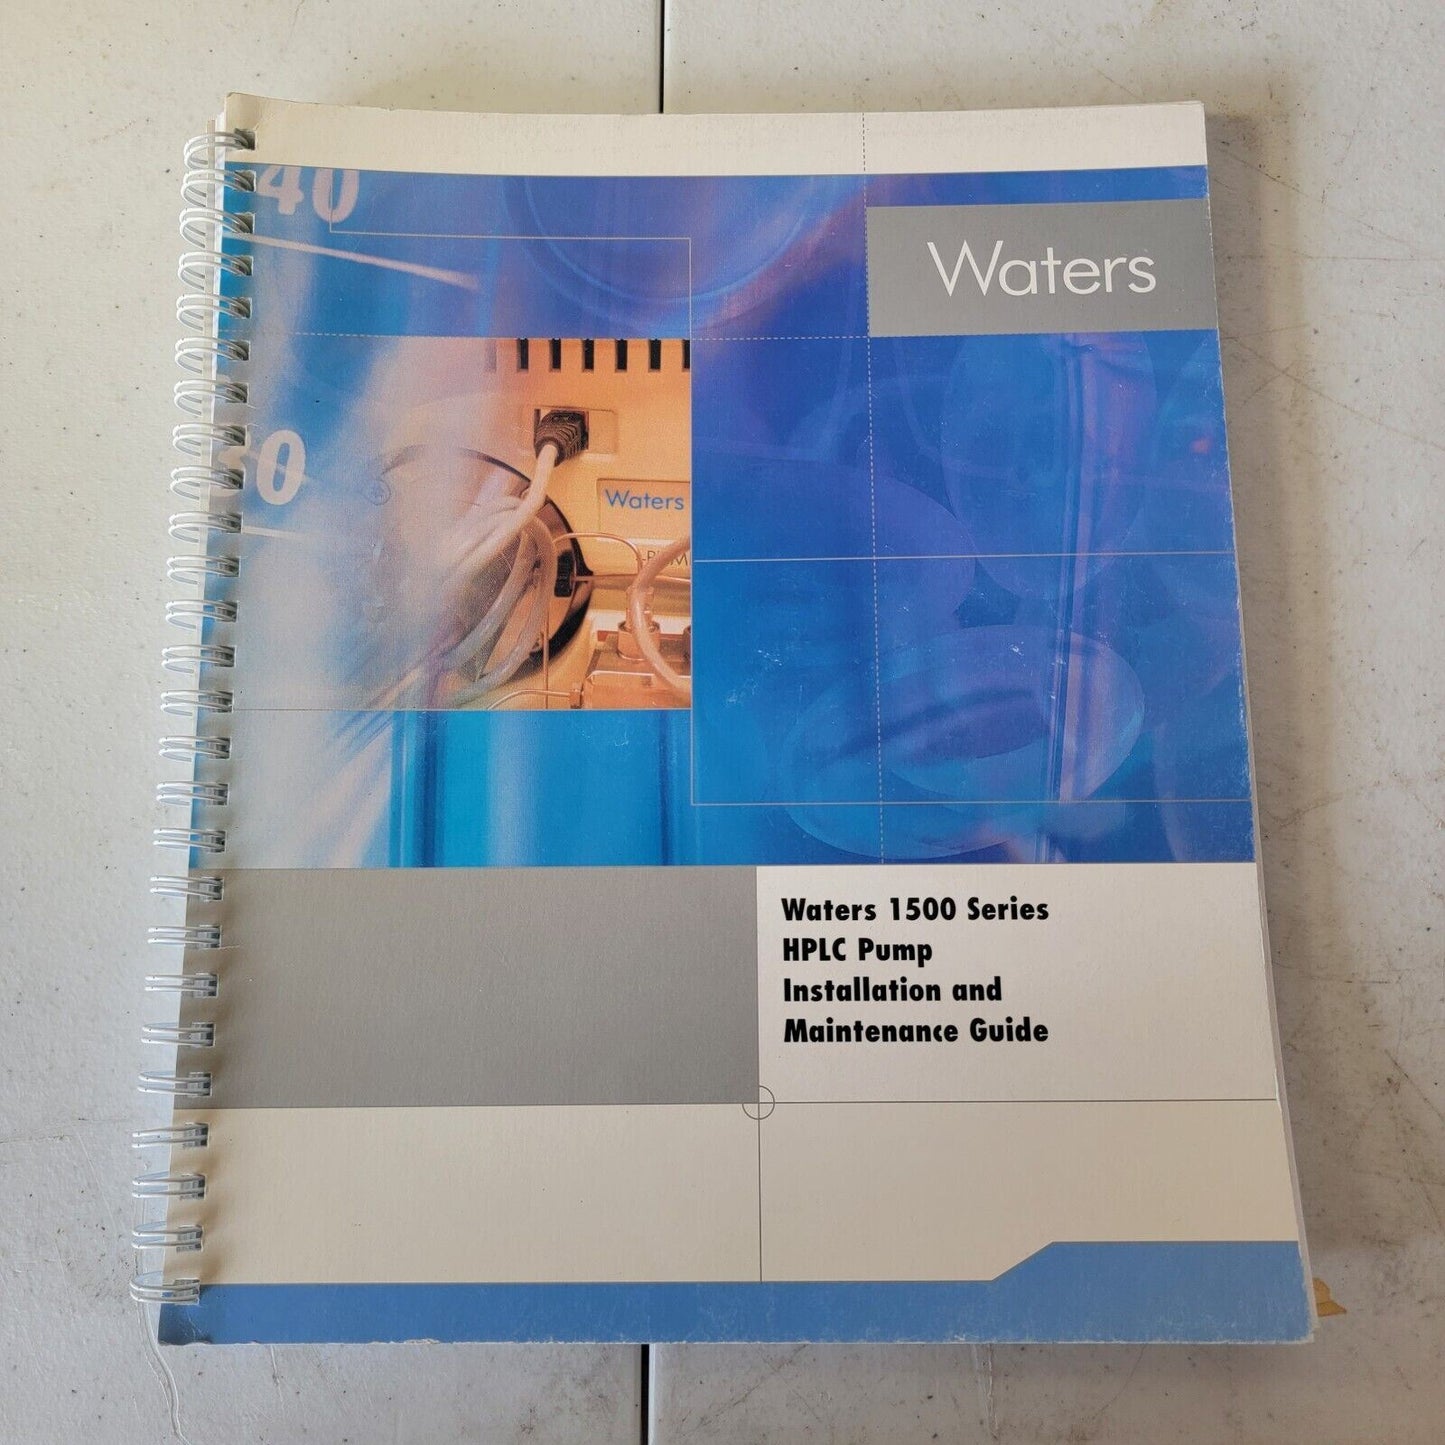 40
Waters
30
Waters
Waters 1500 Series
HPLC Pump
Installation and
Maintenance Guide